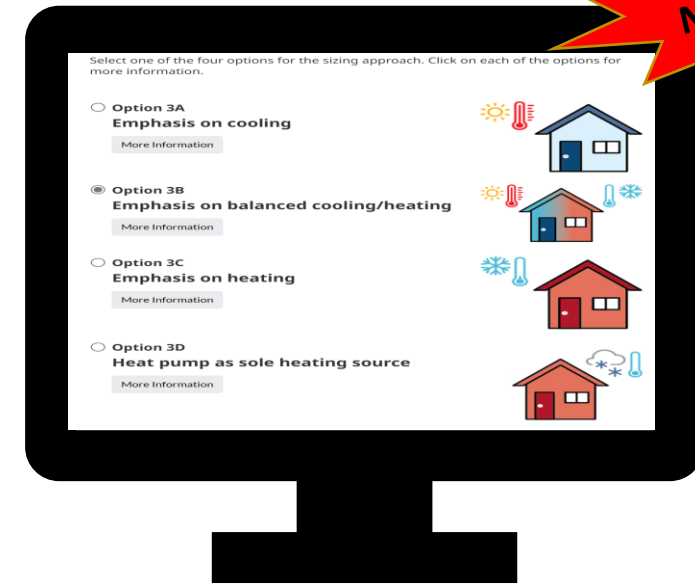 Select one of the four options for the sizing approach. Click on each of the options for
more information.
Option 3A
Emphasis on cooling
More Information
Option 3B
Emphasis on balanced cooling/heating
More Information
Option 3C
Emphasis on heating
More Information
Option 3D
Heat pump as sole heating source
More Information